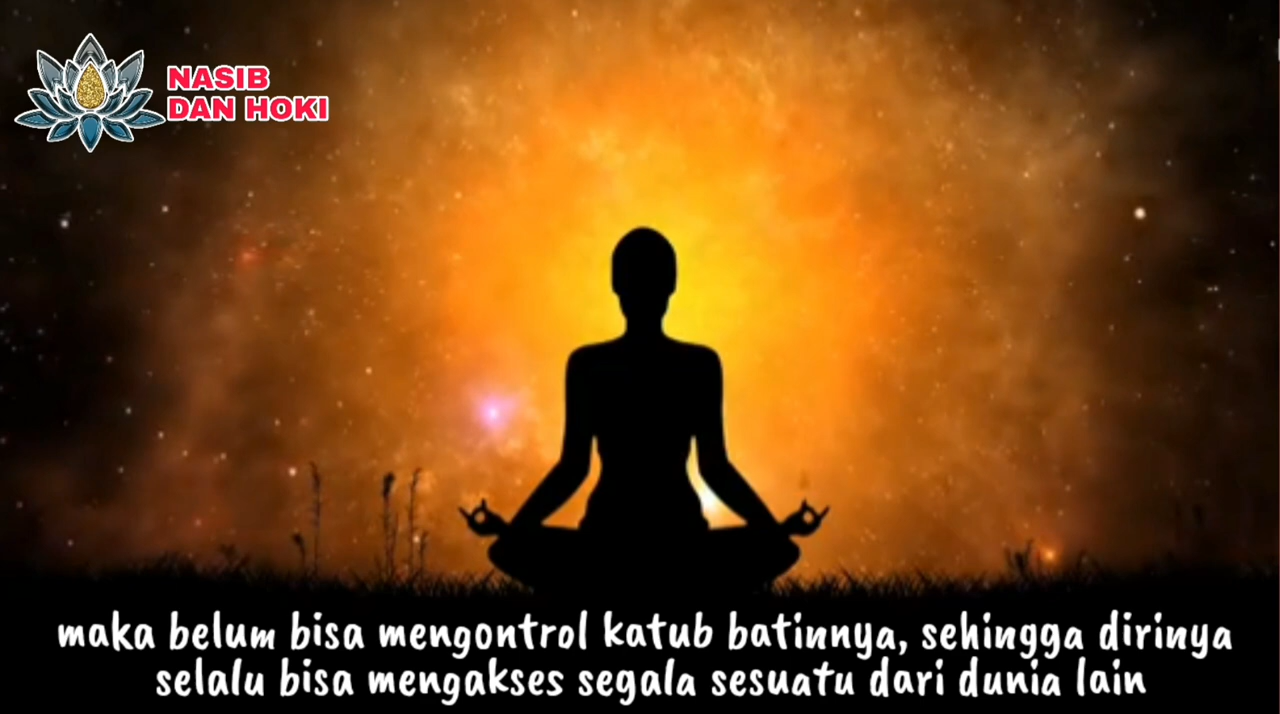 NASIB
DAN HOKI
maka belum bisa mengontrol katub batinnya, sehingga dirinya
selalu bisa mengakses segala sesuatu dari dunia lain